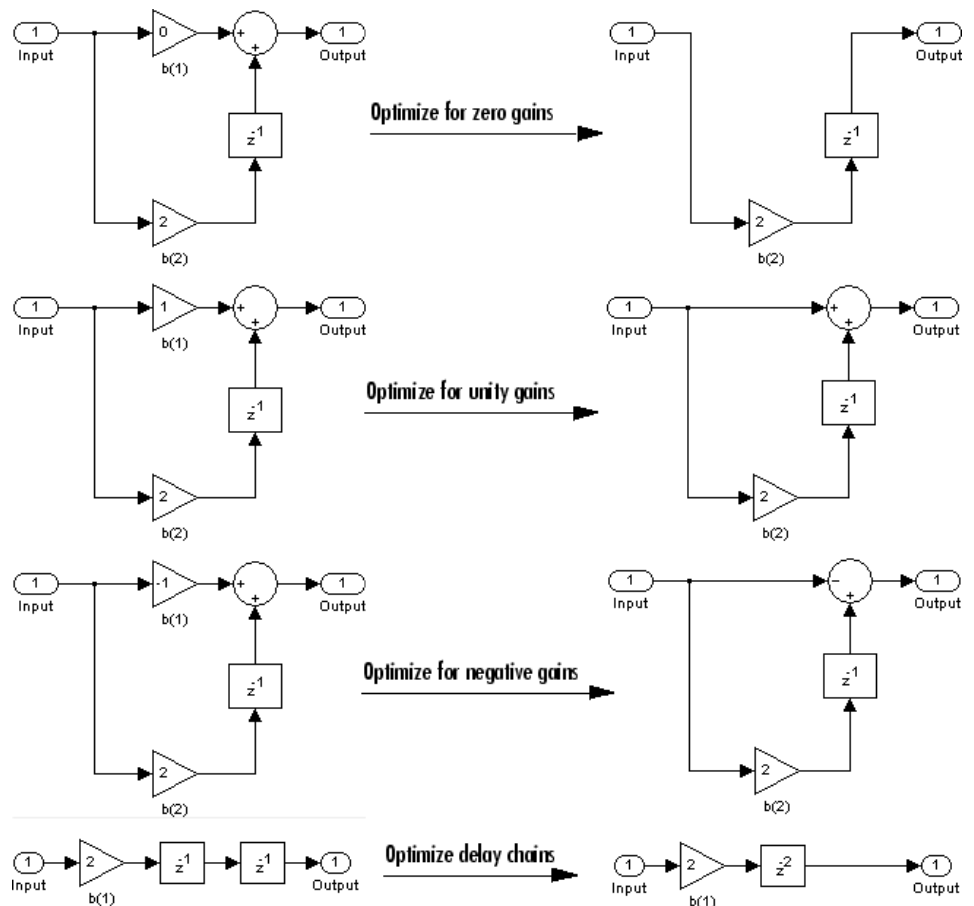 1 0 + 1 1 1
Input b(1) + Output Input Output
Optimize for zero gains
z-1 z-1
2 2
b(2) b(2)
1 1 + 1 1 + 1
Input b(1) + Output Input + Output
Optimize for unity gains
z-1 z-1
2 2
b(2) b(2)
1 -1 + 1 1 − 1
Input b(1) + Output Input + Output
Optimize for negative gains
z-1 z-1
2 2
b(2) b(2)
1 2 z-1 z-1 1 Optimize delay chains 1 2 z-2 1
Input b(1) Output Input b(1) Output